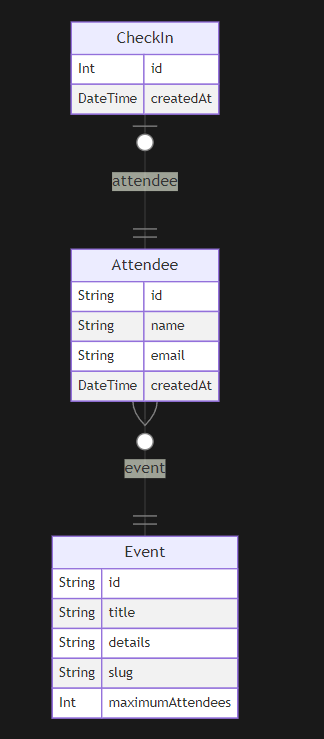 CheckIn
Int id
DateTime createdAt
attendee
Attendee
String id
String name
String email
DateTime createdAt
event
Event
String id
String title
String details
String slug
Int maximumAttendees